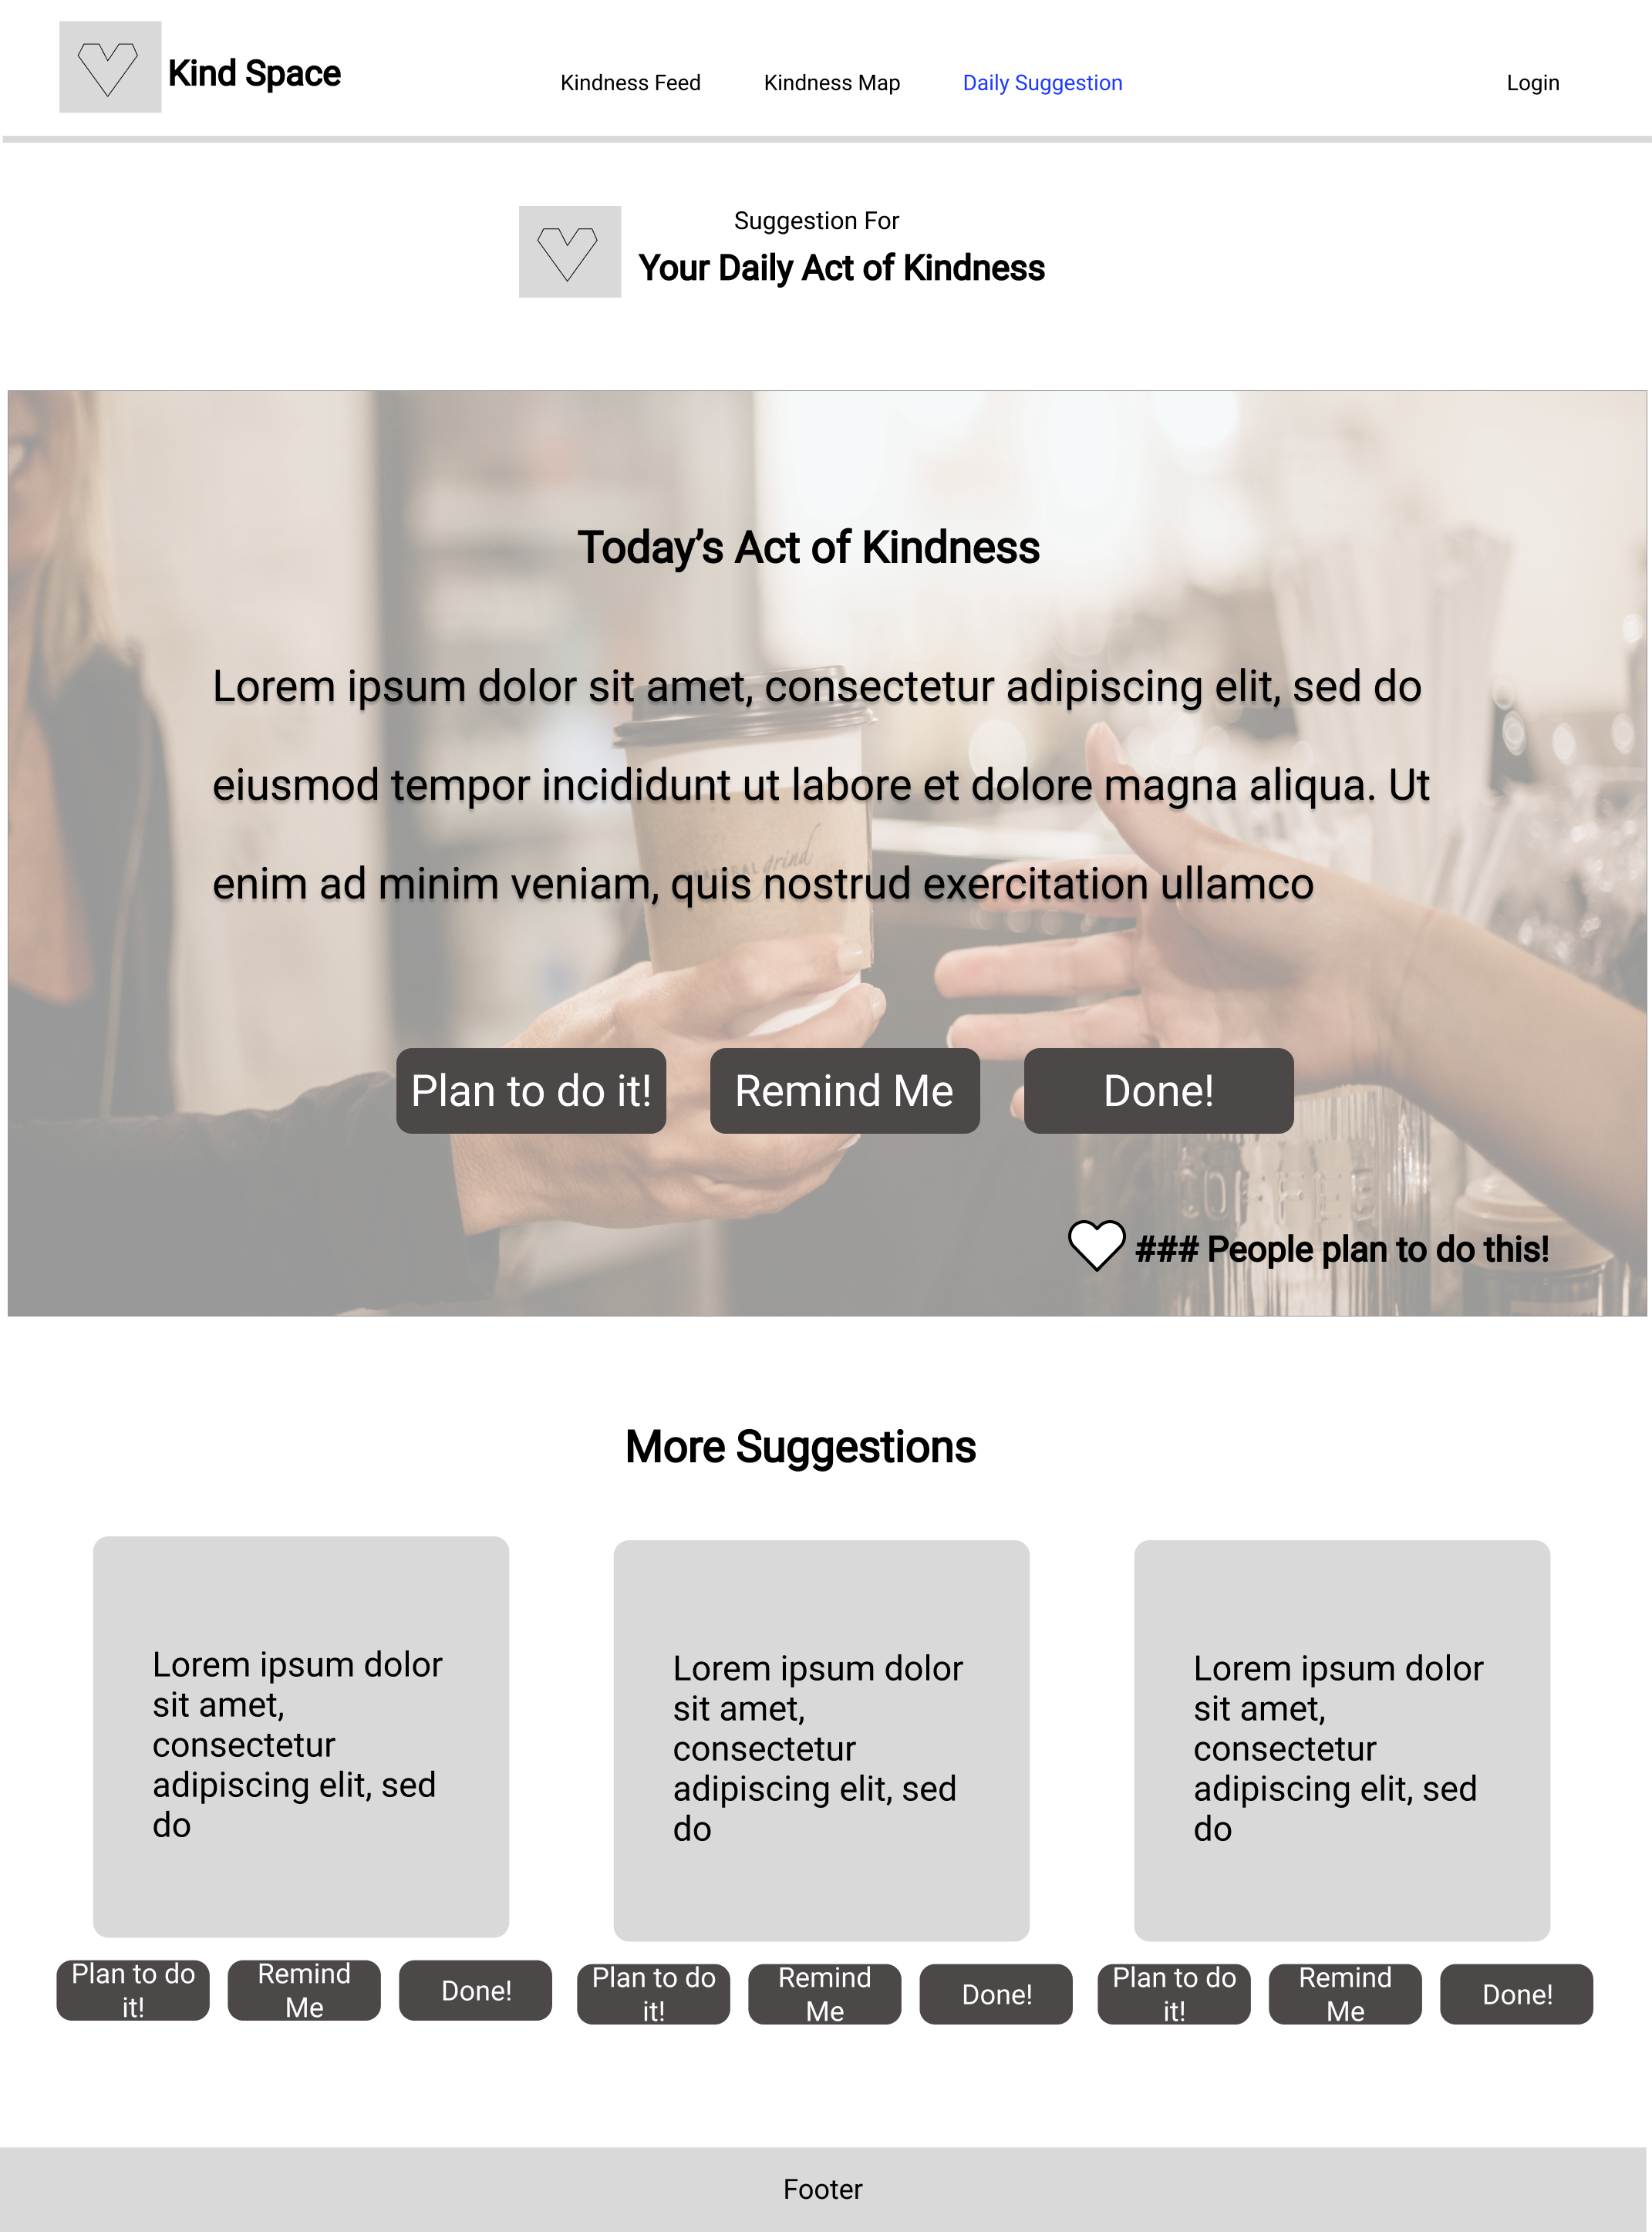 Kind Space
Kindness Feed
Kindness Map
Daily Suggestion
Login
Suggestion For
Your Daily Act of Kindness
Today’s Act of Kindness
Lorem ipsum dolor sit amet, consectetur adipiscing elit, sed do
eiusmod tempor incididunt ut labore et dolore magna aliqua. Ut
enim ad minim veniam, quis nostrud exercitation ullamco
grind
Plan to do it!
Remind Me
Done!
### People plan to do this!
More Suggestions
Lorem ipsum dolor
sit amet,
consectetur
adipiscing elit, sed
do
Plan to do
it!
Remind
Me
Done!
Lorem ipsum dolor
sit amet,
consectetur
adipiscing elit, sed
do
Plan to do
it!
Remind
Me
Done!
Lorem ipsum dolor
sit amet,
consectetur
adipiscing elit, sed
do
Plan to do
it!
Remind
Me
Done!
Footer